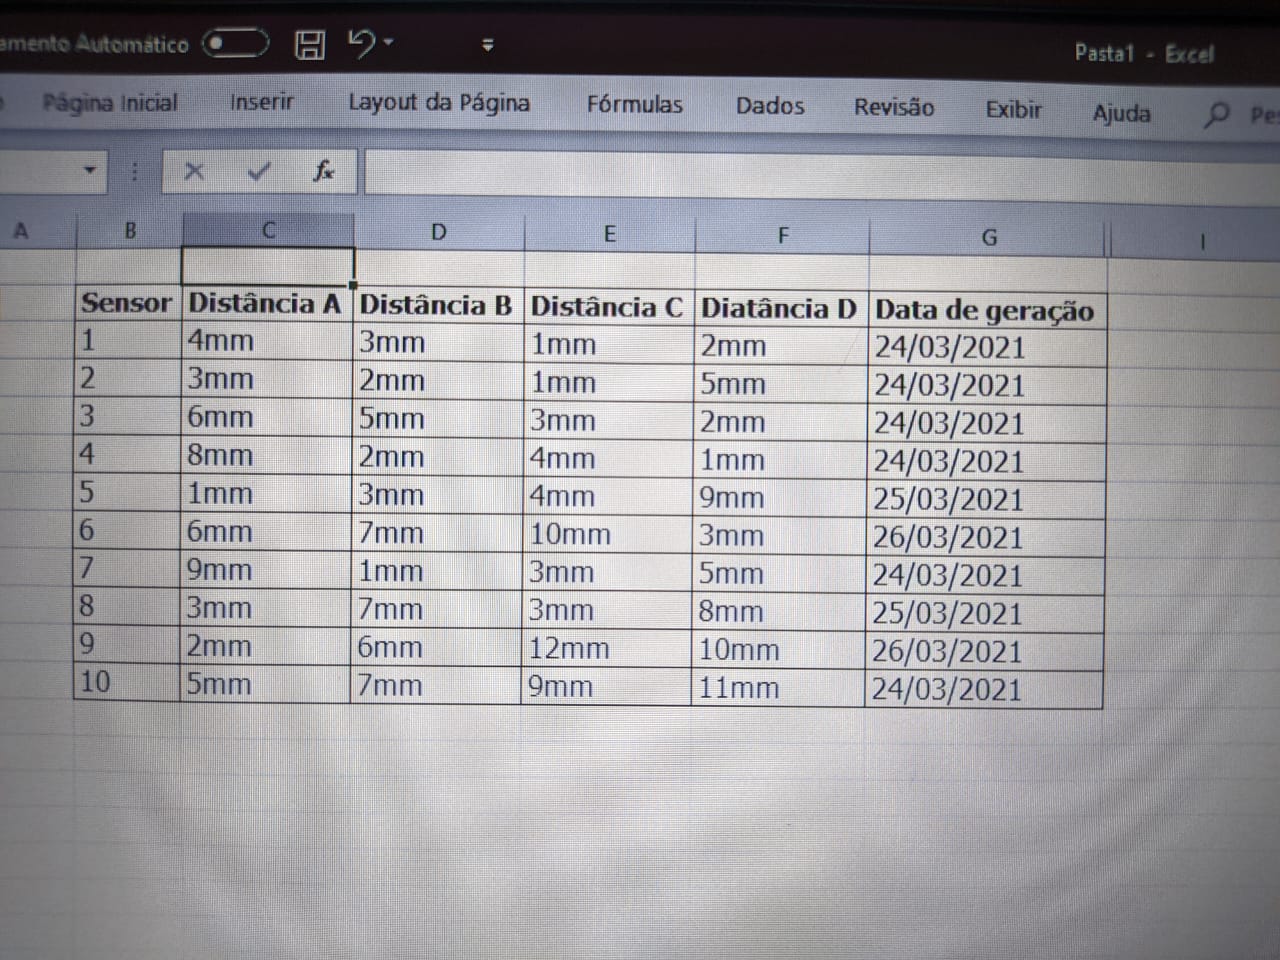 amento Automático Pasta1 - Excel
Página Inicial Inserir Layout da Página Fórmulas Dados Revisão Exibir Ajuda
fx
A B C D E F G I
Sensor Distância A Distância B Distância C Diatância D Data de geração
1 4mm 3mm 1mm 2mm 24/03/2021
2 3mm 2mm 1mm 5mm 24/03/2021
3 6mm 5mm 3mm 2mm 24/03/2021
4 8mm 2mm 4mm 1mm 24/03/2021
5 1mm 3mm 4mm 9mm 25/03/2021
6 6mm 7mm 10mm 3mm 26/03/2021
7 9mm 1mm 3mm 5mm 24/03/2021
8 3mm 7mm 3mm 8mm 25/03/2021
9 2mm 6mm 12mm 10mm 26/03/2021
10 5mm 7mm 9mm 11mm 24/03/2021